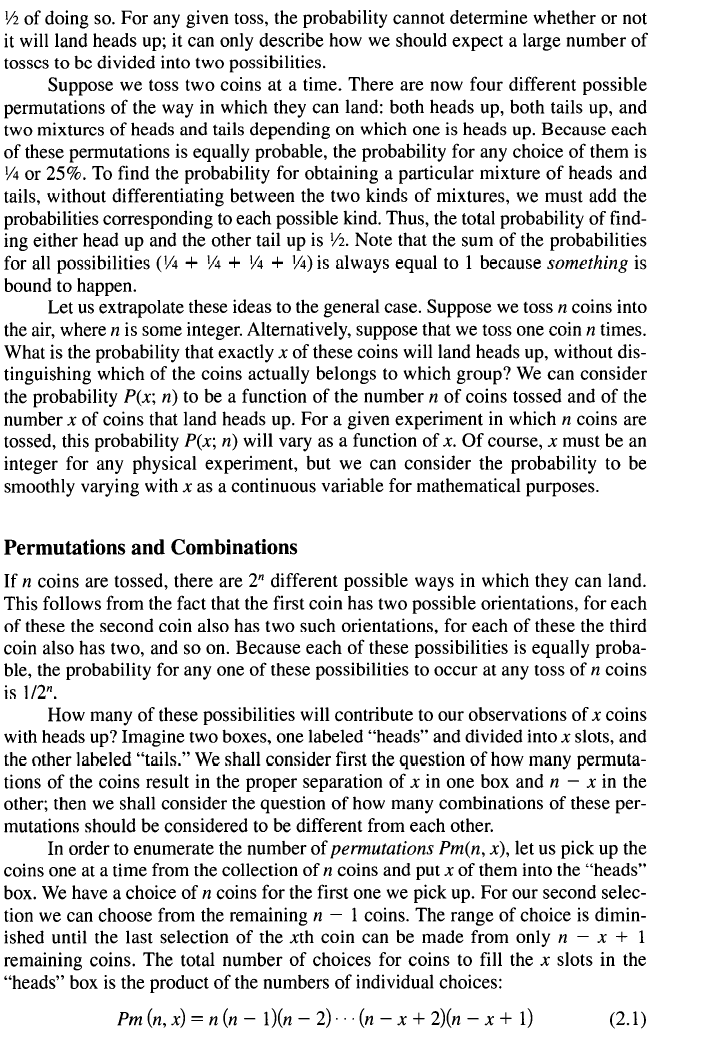 ½ of doing so. For any given toss, the probability cannot determine whether or not
it will land heads up; it can only describe how we should expect a large number of
tosses to be divided into two possibilities.
Suppose we toss two coins at a time. There are now four different possible
permutations of the way in which they can land: both heads up, both tails up, and
two mixtures of heads and tails depending on which one is heads up. Because each
of these permutations is equally probable, the probability for any choice of them is
¼ or 25%. To find the probability for obtaining a particular mixture of heads and
tails, without differentiating between the two kinds of mixtures, we must add the
probabilities corresponding to each possible kind. Thus, the total probability of find-
ing either head up and the other tail up is ½. Note that the sum of the probabilities
for all possibilities (¼ + ¼ + ¼ + ¼) is always equal to 1 because something is
bound to happen.
Let us extrapolate these ideas to the general case. Suppose we toss n coins into
the air, where n is some integer. Alternatively, suppose that we toss one coin n times.
What is the probability that exactly x of these coins will land heads up, without dis-
tinguishing which of the coins actually belongs to which group? We can consider
the probability P(x; n) to be a function of the number n of coins tossed and of the
number x of coins that land heads up. For a given experiment in which n coins are
tossed, this probability P(x; n) will vary as a function of x. Of course, x must be an
integer for any physical experiment, but we can consider the probability to be
smoothly varying with x as a continuous variable for mathematical purposes.
Permutations and Combinations
If n coins are tossed, there are 2ⁿ different possible ways in which they can land.
This follows from the fact that the first coin has two possible orientations, for each
of these the second coin also has two such orientations, for each of these the third
coin also has two, and so on. Because each of these possibilities is equally proba-
ble, the probability for any one of these possibilities to occur at any toss of n coins
is 1/2ⁿ.
How many of these possibilities will contribute to our observations of x coins
with heads up? Imagine two boxes, one labeled “heads” and divided into x slots, and
the other labeled “tails.” We shall consider first the question of how many permuta-
tions of the coins result in the proper separation of x in one box and n − x in the
other; then we shall consider the question of how many combinations of these per-
mutations should be considered to be different from each other.
In order to enumerate the number of permutations Pm(n, x), let us pick up the
coins one at a time from the collection of n coins and put x of them into the “heads”
box. We have a choice of n coins for the first one we pick up. For our second selec-
tion we can choose from the remaining n − 1 coins. The range of choice is dimin-
ished until the last selection of the xth coin can be made from only n − x + 1
remaining coins. The total number of choices for coins to fill the x slots in the
“heads” box is the product of the numbers of individual choices:
Pm (n, x) = n (n − 1)(n − 2) · · · (n − x + 2)(n − x + 1) (2.1)